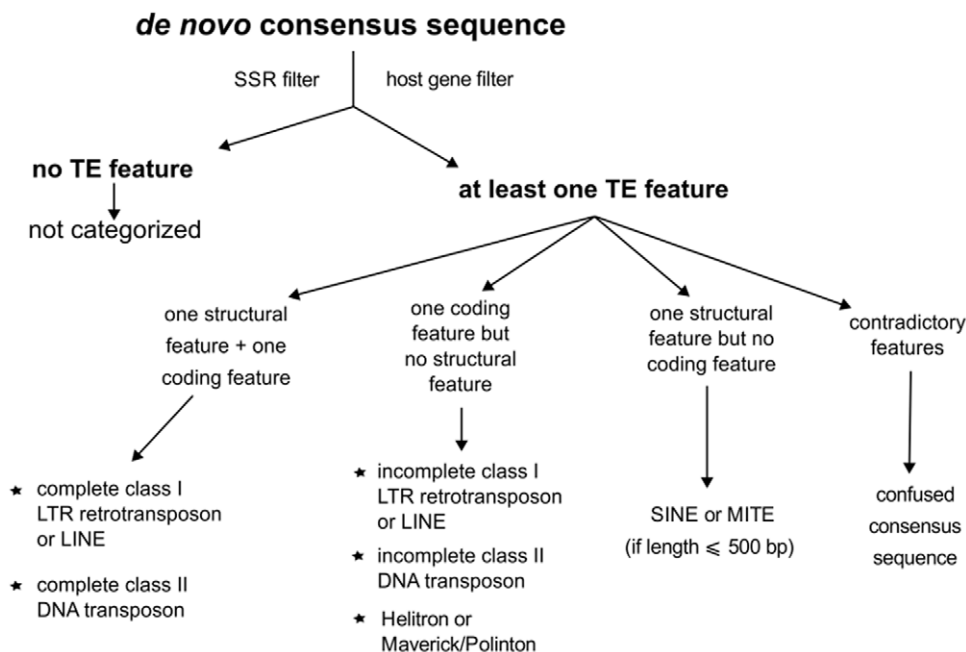 de novo consensus sequence
SSR filter
host gene filter
no TE feature
at least one TE feature
not categorized
one structural
feature + one
coding feature
one coding
feature but
no structural
feature
one structural
feature but no
coding feature
contradictory
features
★ complete class I
LTR retrotransposon
or LINE
★ complete class II
DNA transposon
★ incomplete class I
LTR retrotransposon
or LINE
★ incomplete class II
DNA transposon
★ Helitron or
Maverick/Polinton
SINE or MITE
(if length ⩽ 500 bp)
confused
consensus
sequence